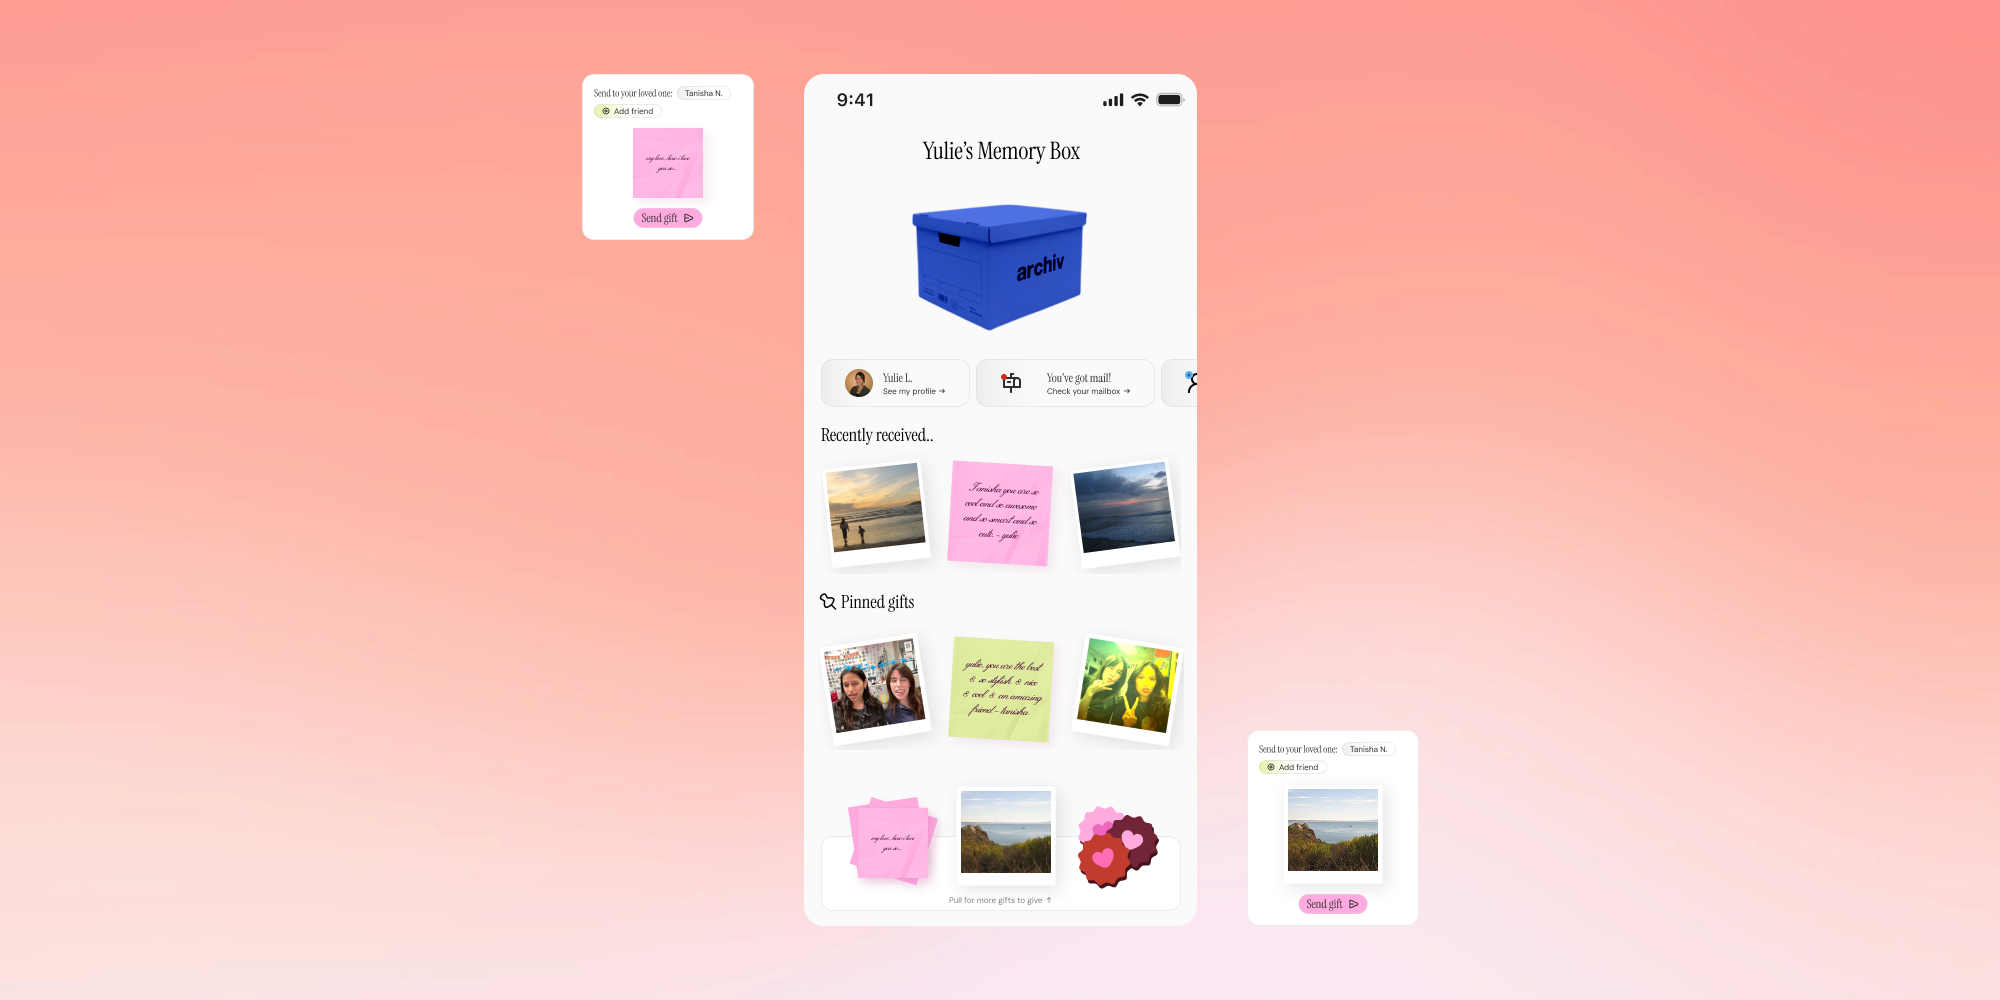 Send to your loved one: Tanisha N.
Add friend
my love, how i love
you so...
Send gift
9:41
Yulie's Memory Box
archiv
Yulie L.
See my profile →
You've got mail!
Check your mailbox →
Recently received..
Tanisha you are so
cool and so awesome
and so smart and so
cute. - yulie
Pinned gifts
yulie, you are the best
& so stylish & nice
& cool & an amazing
friend - tanisha
my love, how i love
you so...
Pull for more gifts to give ↑
Send to your loved one: Tanisha N.
Add friend
Send gift